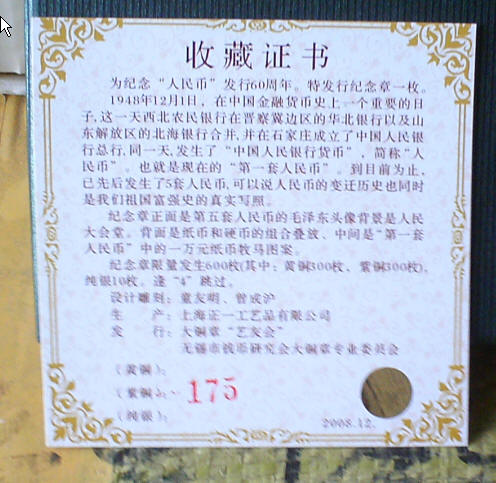 收藏证书
为纪念“人民币”发行60周年。特发行纪念章一枚。
1948年12月1日，在中国金融货币史上一个重要的日
子,这一天西北农民银行在晋察冀边区的华北银行以及山
东解放区的北海银行合并,并在石家庄成立了中国人民银
行总行,同一天,发生了“中国人民银行货币”，简称“人
民币”。也就是现在的“第一套人民币”。到目前为止，
已先后发生了5套人民币,可以说人民币的变迁历史也同时
是我们祖国富强史的真实写照。
纪念章正面是第五套人民币的毛泽东头像背景是人民
大会堂。背面是纸币和硬币的组合叠放、中间是“第一套
人民币”中的一万元纸币牧马图案。
纪念章限量发生600枚(其中：黄铜300枚、紫铜300枚),
纯银10枚。逢“4”跳过。
设计雕刻：童友明、曾成沪
生　　产：上海正一工艺品有限公司
发　　行：大铜章“艺友会”
无锡市钱币研究会大铜章专业委员会
（黄铜）：
（紫铜）： 175
（纯银）：
2008.12.